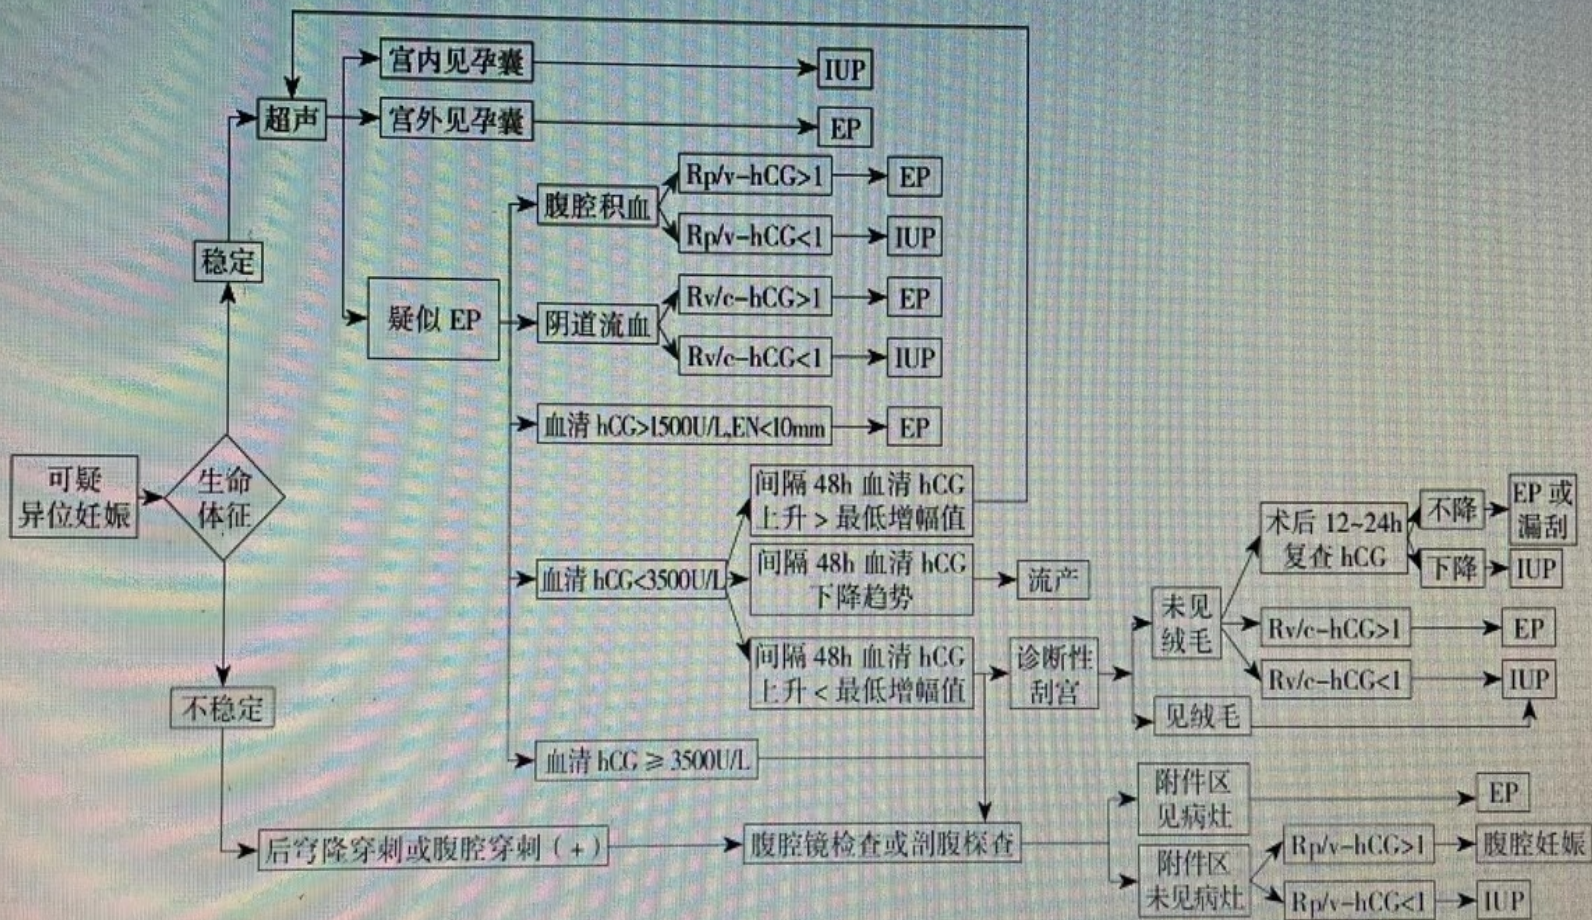 宫内见孕囊
IUP
超声
宫外见孕囊
EP
腹腔积血
Rp/v-hCG>1
EP
Rp/v-hCG<1
IUP
稳定
疑似 EP
阴道流血
Rv/c-hCG>1
EP
Rv/c-hCG<1
IUP
血清 hCG>1500U/L,EN<10mm
EP
可疑
异位妊娠
生命
体征
间隔 48h 血清 hCG
上升 > 最低增幅值
血清 hCG<3500U/L
间隔 48h 血清 hCG
下降趋势
流产
间隔 48h 血清 hCG
上升 < 最低增幅值
诊断性
刮宫
未见
绒毛
术后 12~24h
复查 hCG
不降
EP 或
漏刮
下降
IUP
Rv/c-hCG>1
EP
Rv/c-hCG<1
IUP
见绒毛
不稳定
血清 hCG ≥ 3500U/L
后穹隆穿刺或腹腔穿刺（+）
腹腔镜检查或剖腹探查
附件区
见病灶
EP
附件区
未见病灶
Rp/v-hCG>1
腹腔妊娠
Rp/v-hCG<1
IUP